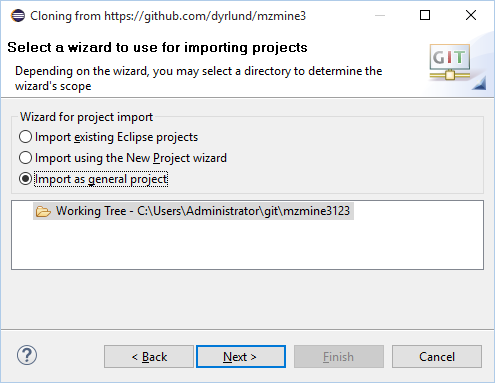 Cloning from https://github.com/dyrlund/mzmine3
Select a wizard to use for importing projects
Depending on the wizard, you may select a directory to determine the
wizard's scope
GIT
Wizard for project import
Import existing Eclipse projects
Import using the New Project wizard
Import as general project
Working Tree - C:\Users\Administrator\git\mzmine3123
? < Back Next > Finish Cancel